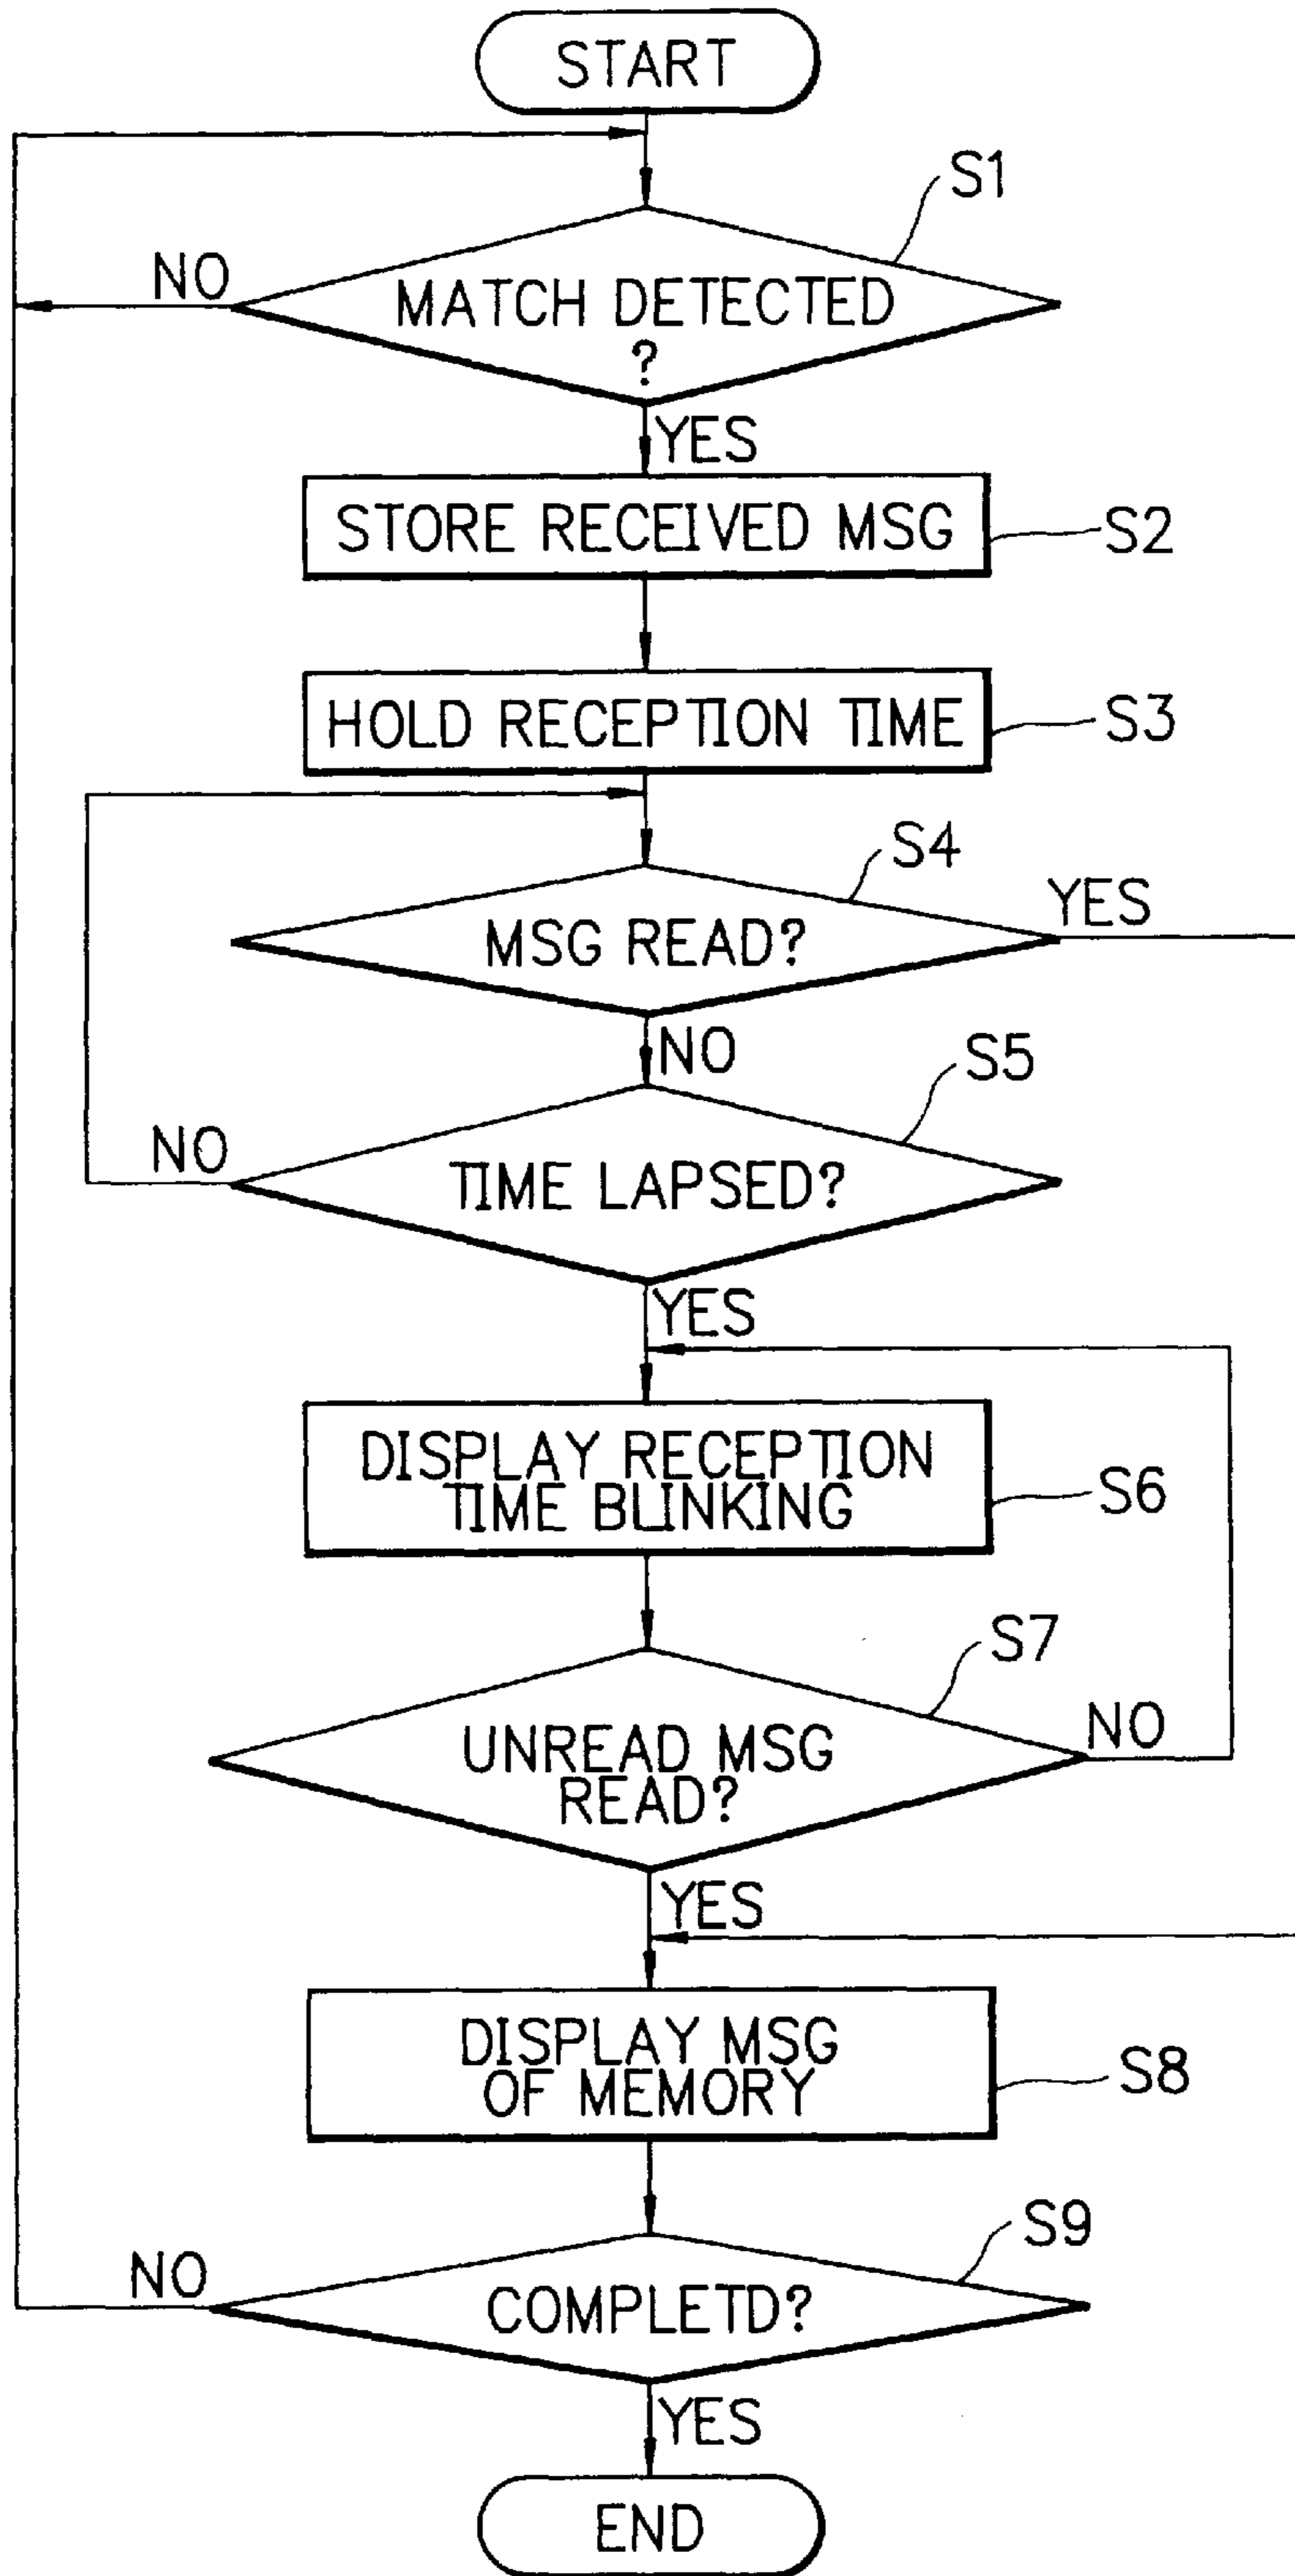 START
S1
NO
MATCH DETECTED
?
YES
STORE RECEIVED MSG
S2
HOLD RECEPTION TIME
S3
S4
YES
MSG READ?
NO
S5
NO
TIME LAPSED?
YES
DISPLAY RECEPTION
TIME BLINKING
S6
S7
NO
UNREAD MSG
READ?
YES
DISPLAY MSG
OF MEMORY
S8
S9
NO
COMPLETD?
YES
END